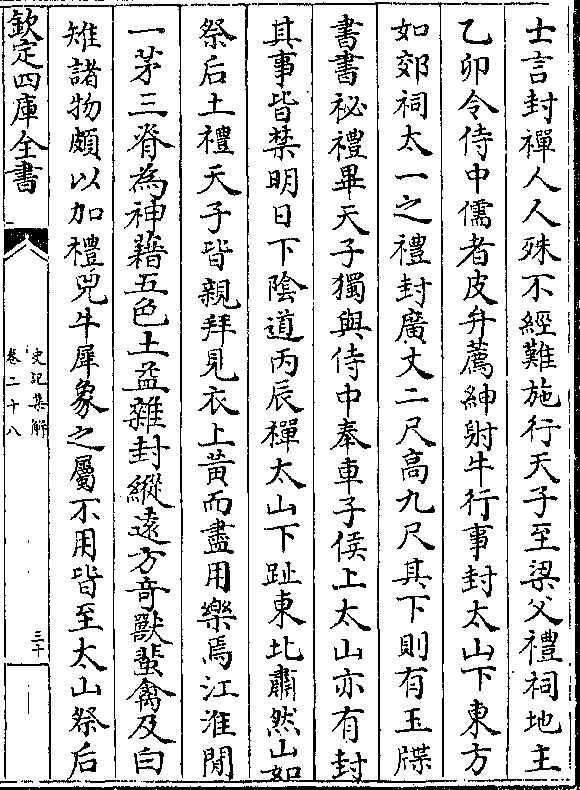 士言封禪人人殊不經難施行天子至梁父禮祠地主
乙卯令侍中儒者皮弁薦紳射牛行事封太山下東方
如郊祠太一之禮封廣丈二尺高九尺其下則有玉牒
書書祕禮畢天子獨與侍中奉車子侯上太山亦有封
其事皆禁明日下陰道丙辰禪太山下趾東北肅然山如
祭后土禮天子皆親拜見衣上黃而盡用樂焉江淮閒
一茅三脊為神藉五色土益雜封縱逺方奇獸蜚禽及白
雉諸物頗以加禮兕牛犀象之屬不用皆至太山祭后
欽定四庫全書
史記集解
卷二十八
三十